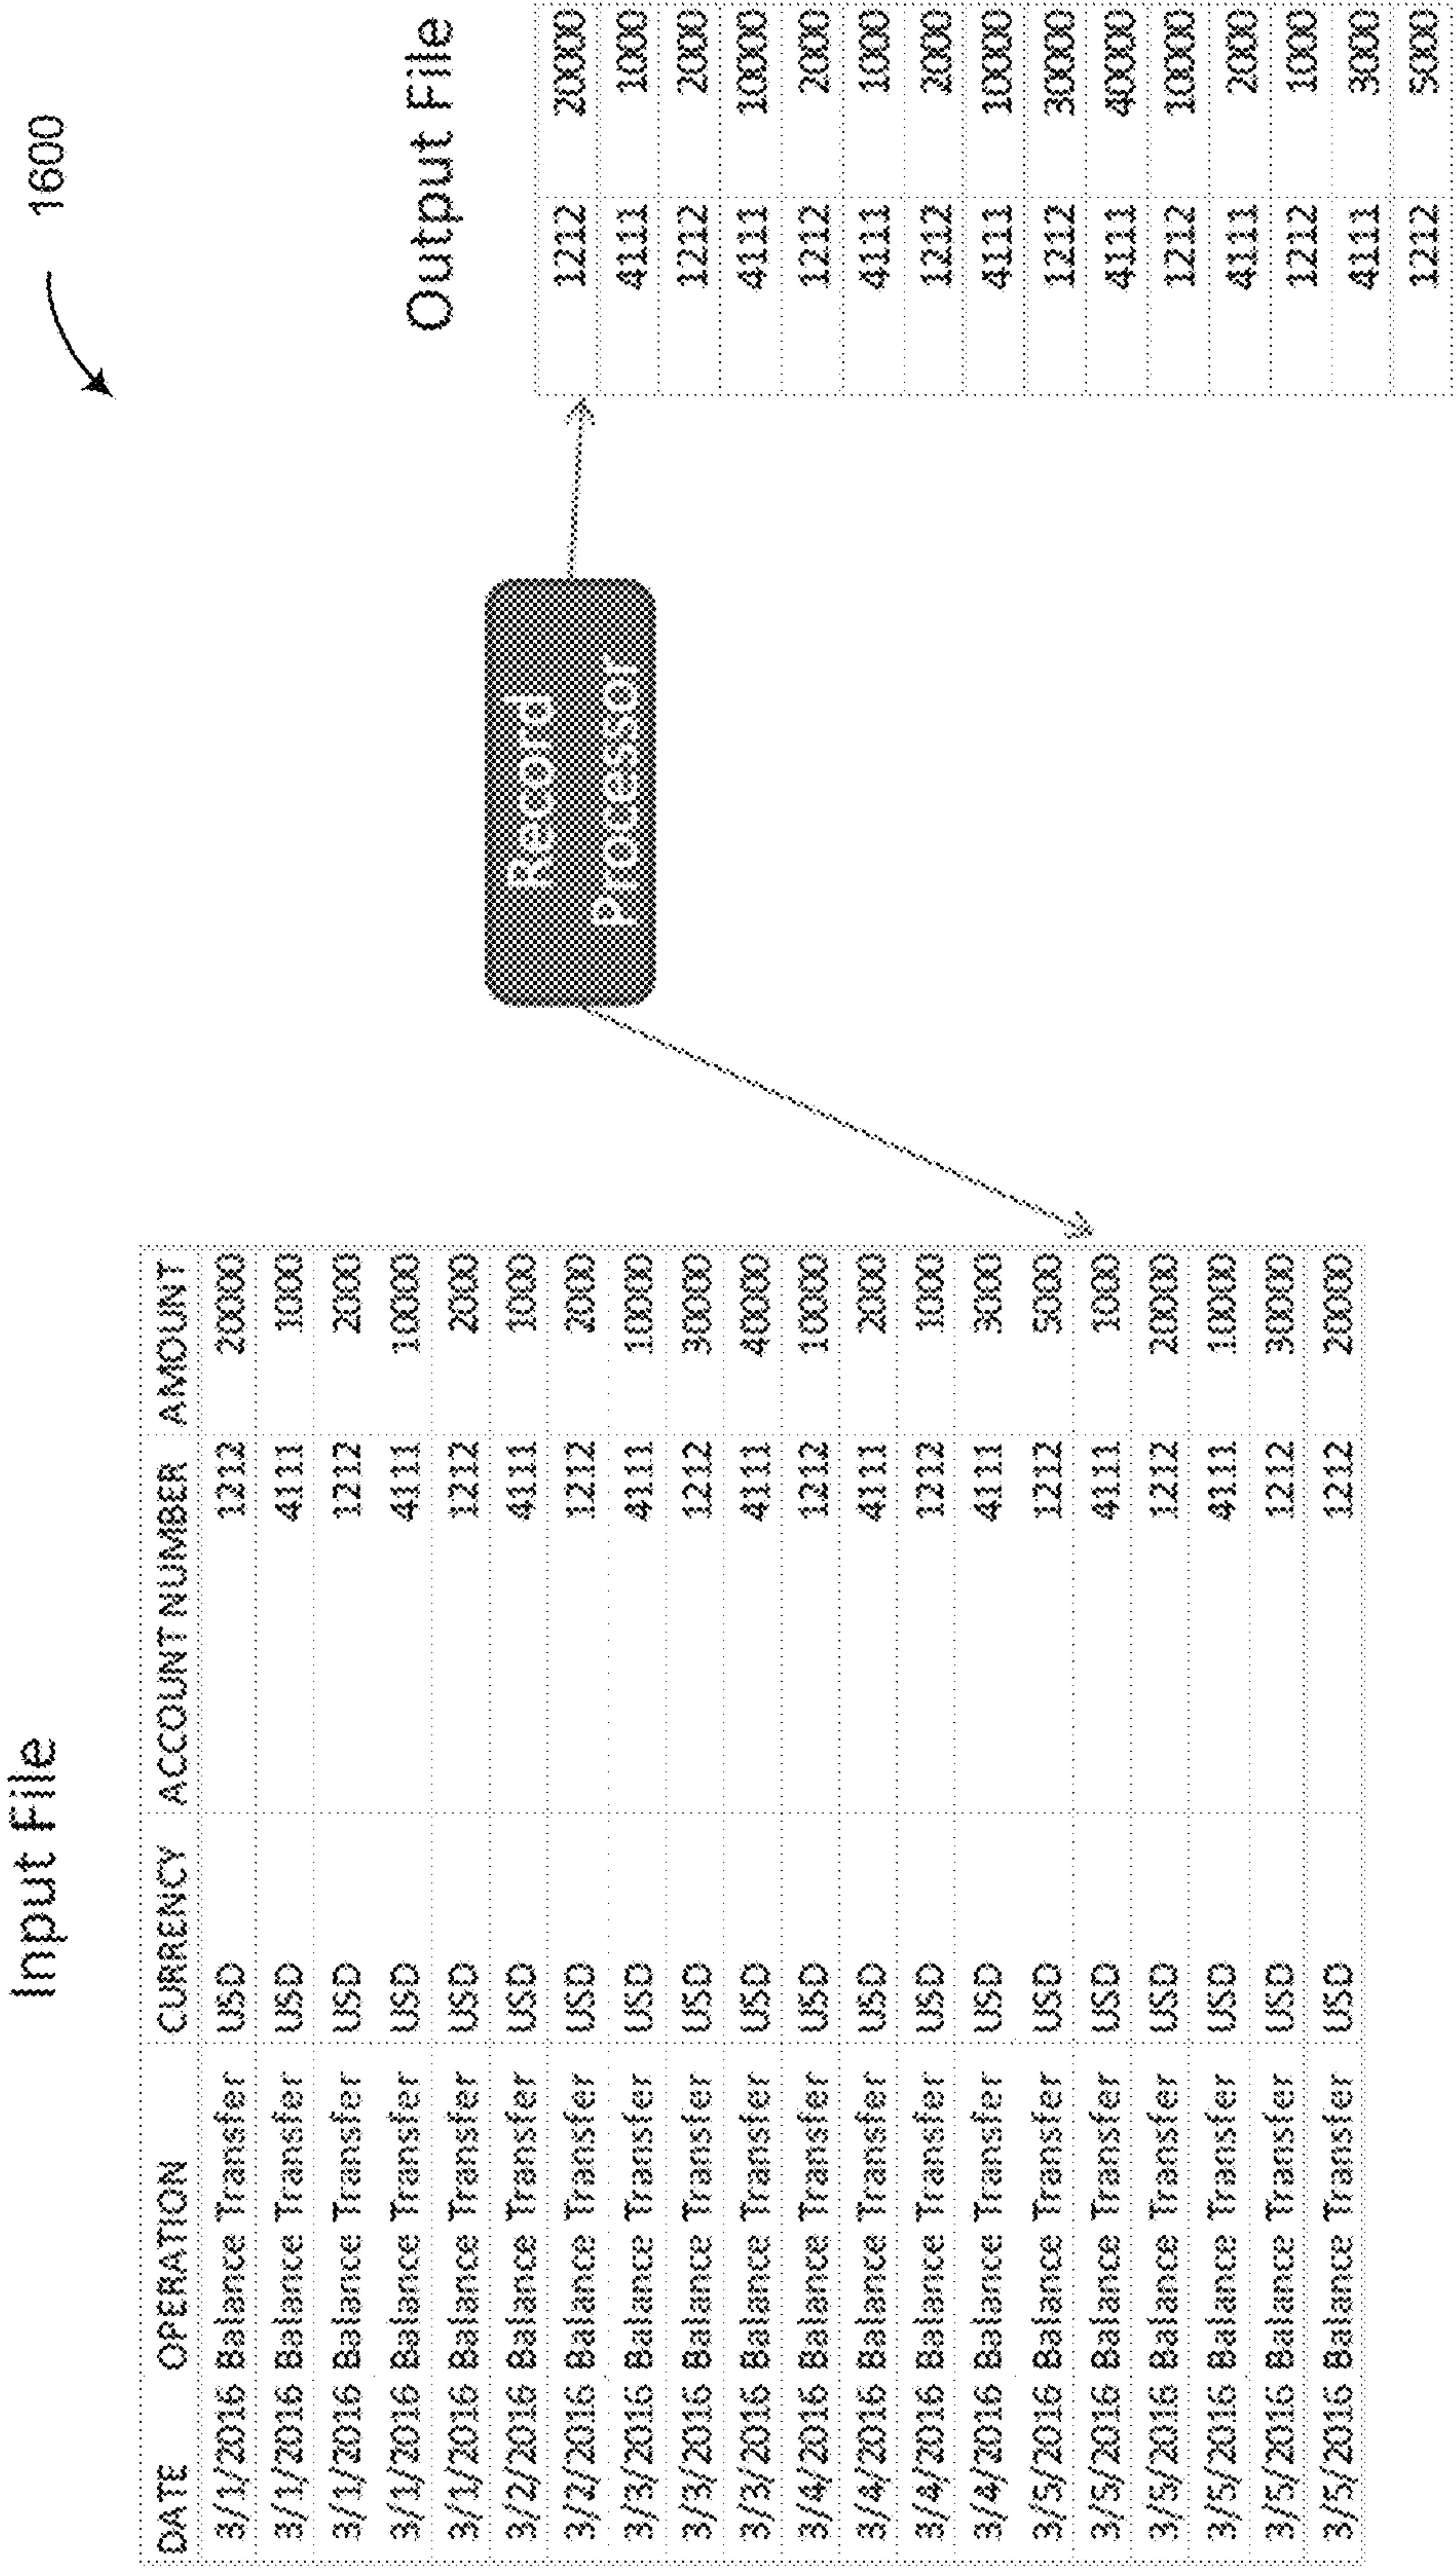 1600
Input File
DATE OPERATION CURRENCY ACCOUNT NUMBER AMOUNT
3/1/2016 Balance Transfer USD 1212 20000
3/1/2016 Balance Transfer USD 4111 1000
3/1/2016 Balance Transfer USD 1212 2000
3/1/2016 Balance Transfer USD 4111 10000
3/1/2016 Balance Transfer USD 1212 2000
3/2/2016 Balance Transfer USD 4111 1000
3/2/2016 Balance Transfer USD 1212 2000
3/3/2016 Balance Transfer USD 4111 10000
3/3/2016 Balance Transfer USD 1212 30000
3/3/2016 Balance Transfer USD 4111 40000
3/4/2016 Balance Transfer USD 1212 10000
3/4/2016 Balance Transfer USD 4111 2000
3/4/2016 Balance Transfer USD 1212 1000
3/4/2016 Balance Transfer USD 4111 3000
3/5/2016 Balance Transfer USD 1212 5000
3/5/2016 Balance Transfer USD 4111 1000
3/5/2016 Balance Transfer USD 1212 20000
3/5/2016 Balance Transfer USD 4111 10000
3/5/2016 Balance Transfer USD 1212 30000
3/5/2016 Balance Transfer USD 1212 20000
Record
Processor
Output File
1212 20000
4111 1000
1212 2000
4111 10000
1212 2000
4111 1000
1212 2000
4111 10000
1212 30000
4111 40000
1212 10000
4111 2000
1212 1000
4111 3000
1212 5000